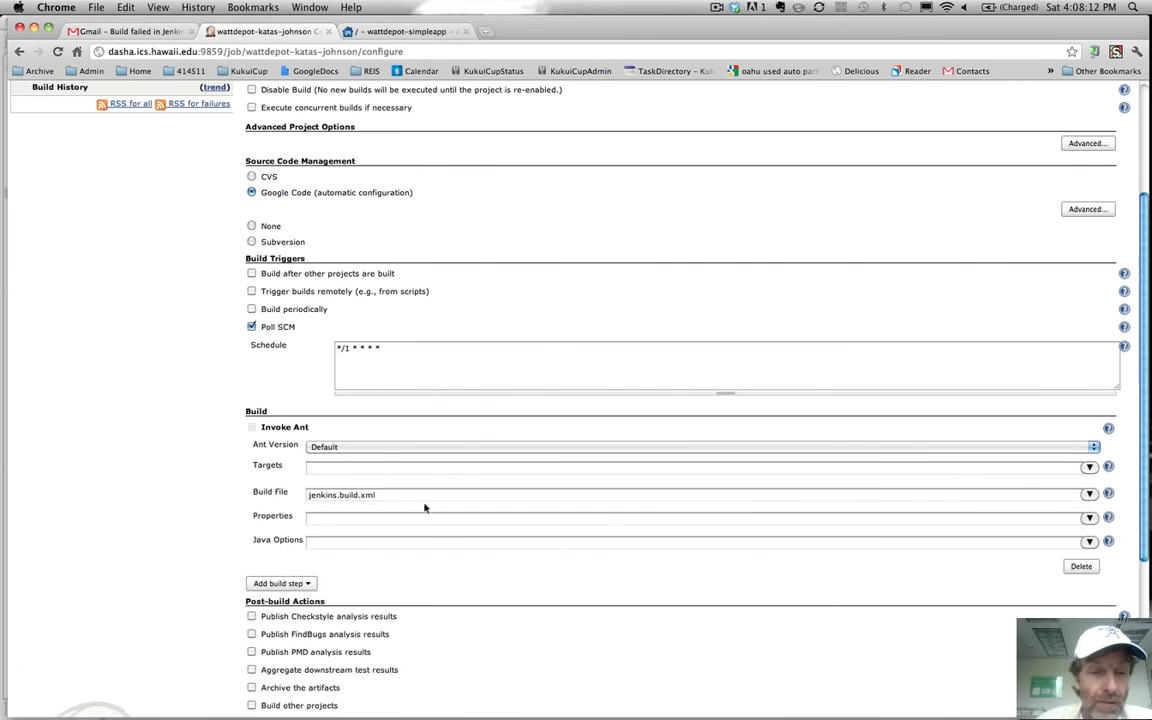 Chrome File Edit View History Bookmarks Window Help 1 (Charged) Sat 4:08:12 PM
Gmail – Build failed in Jenkin × wattdepot-katas-johnson C × / – wattdepot-simpleapp – ×
dasha.ics.hawaii.edu:9859/job/wattdepot-katas-johnson/configure
Archive Admin Home 414S11 KukuiCup GoogleDocs REIS 6 Calendar KukuiCupStatus KukuiCupAdmin TaskDirectory – Kuk oahu used auto part Delicious Reader Contacts » Other Bookmarks
Build History (trend)
RSS for all RSS for failures
Disable Build (No new builds will be executed until the project is re-enabled.)
Execute concurrent builds if necessary
Advanced Project Options
Advanced...
Source Code Management
CVS
Google Code (automatic configuration)
Advanced...
None
Subversion
Build Triggers
Build after other projects are built
Trigger builds remotely (e.g., from scripts)
Build periodically
Poll SCM
Schedule */1 * * * *
Build
Invoke Ant
Ant Version Default
Targets
Build File jenkins.build.xml
Properties
Java Options
Delete
Add build step
Post-build Actions
Publish Checkstyle analysis results
Publish FindBugs analysis results
Publish PMD analysis results
Aggregate downstream test results
Archive the artifacts
Build other projects